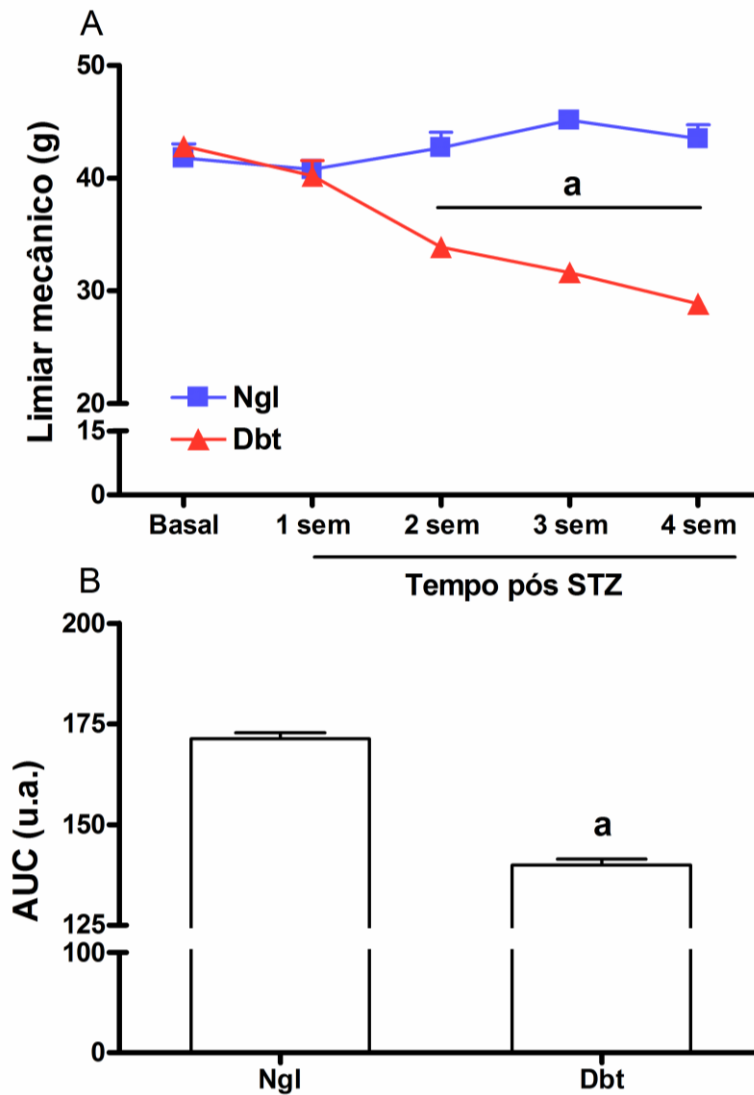 A
Limiar mecânico (g)
50
40
30
20
15
0
a
Ngl
Dbt
Basal 1 sem 2 sem 3 sem 4 sem
Tempo pós STZ
B
AUC (u.a.)
200
175
150
125
100
0
a
Ngl Dbt